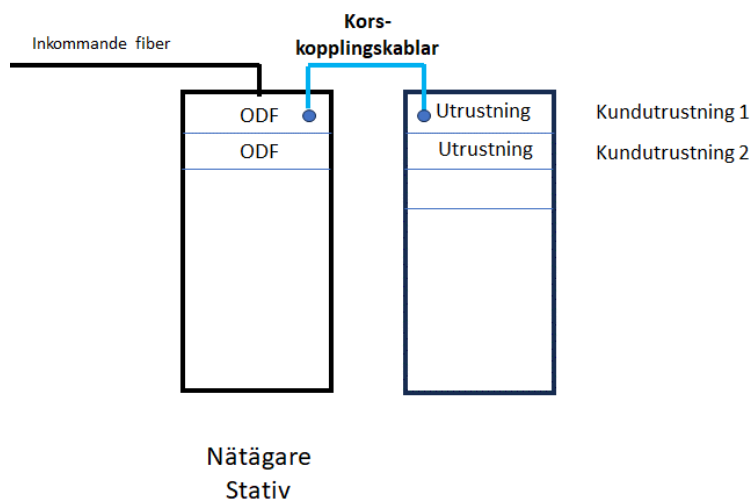 Kors-
kopplingskablar
Inkommande fiber
ODF
Utrustning
Kundutrustning 1
ODF
Utrustning
Kundutrustning 2
Nätägare
Stativ